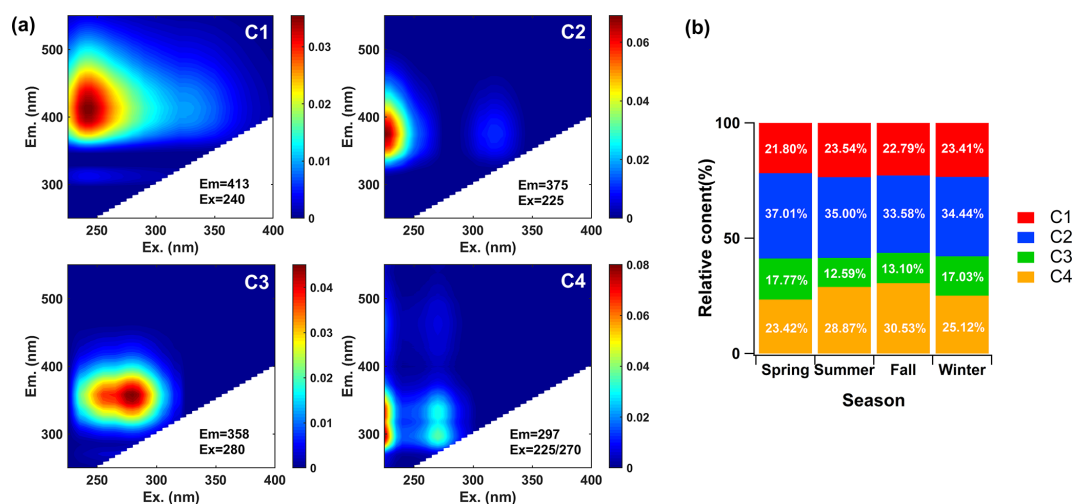 (a)
C1
Em. (nm)
550
500
400
300
250
300
350
400
Ex. (nm)
Em=413
Ex=240
0.03
0.02
0.01
0
C2
Em. (nm)
500
400
300
250
300
350
400
Ex. (nm)
Em=375
Ex=225
0.06
0.04
0.02
0
C3
Em. (nm)
500
400
300
250
300
350
400
Ex. (nm)
Em=358
Ex=280
0.04
0.03
0.02
0.01
0
C4
Em. (nm)
500
400
300
250
300
350
400
Ex. (nm)
Em=297
Ex=225/270
0.08
0.06
0.04
0.02
0
(b)
Relative conent(%)
100
50
0
21.80% 23.54% 22.79% 23.41%
37.01% 35.00% 33.58% 34.44%
17.77% 12.59% 13.10% 17.03%
23.42% 28.87% 30.53% 25.12%
Spring Summer Fall Winter
Season
C1
C2
C3
C4